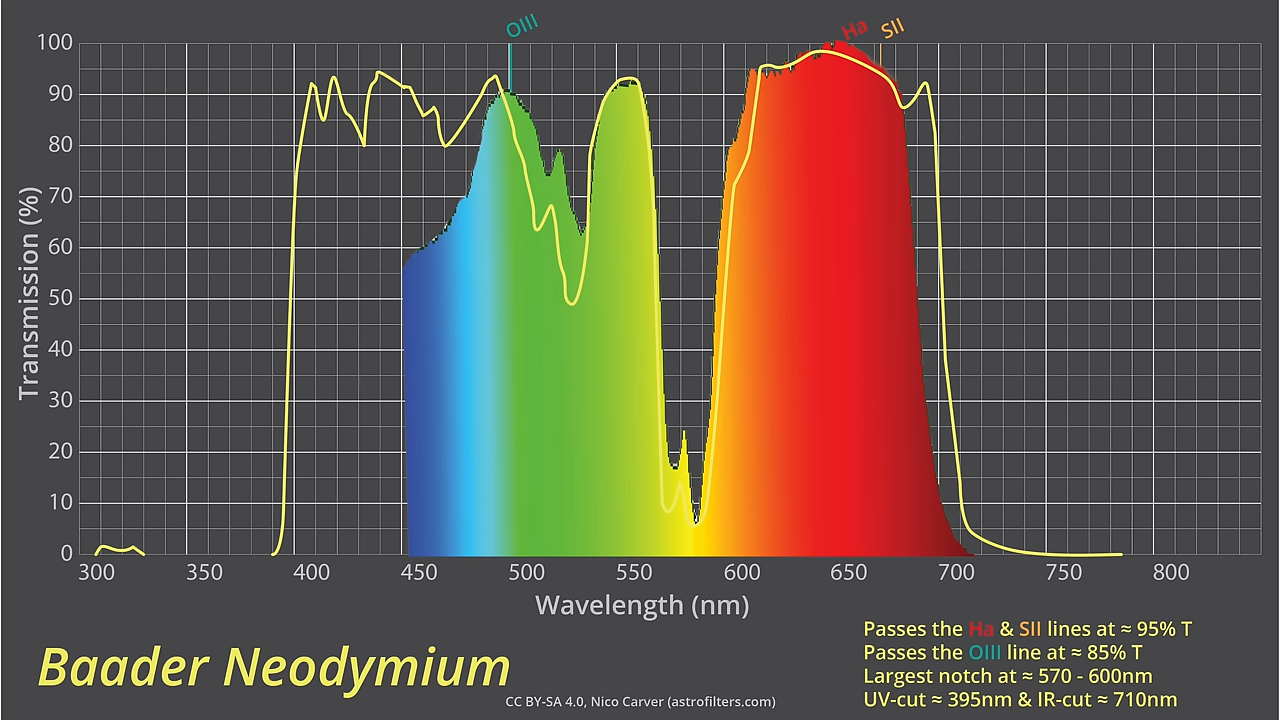 OIII
Ha SII
100
90
80
70
60
50
40
30
20
10
0
Transmission (%)
300 350 400 450 500 550 600 650 700 750 800
Wavelength (nm)
Passes the Ha & SII lines at ≈ 95% T
Passes the OIII line at ≈ 85% T
Largest notch at ≈ 570 - 600nm
UV-cut ≈ 395nm & IR-cut ≈ 710nm
Baader Neodymium
CC BY-SA 4.0, Nico Carver (astrofilters.com)